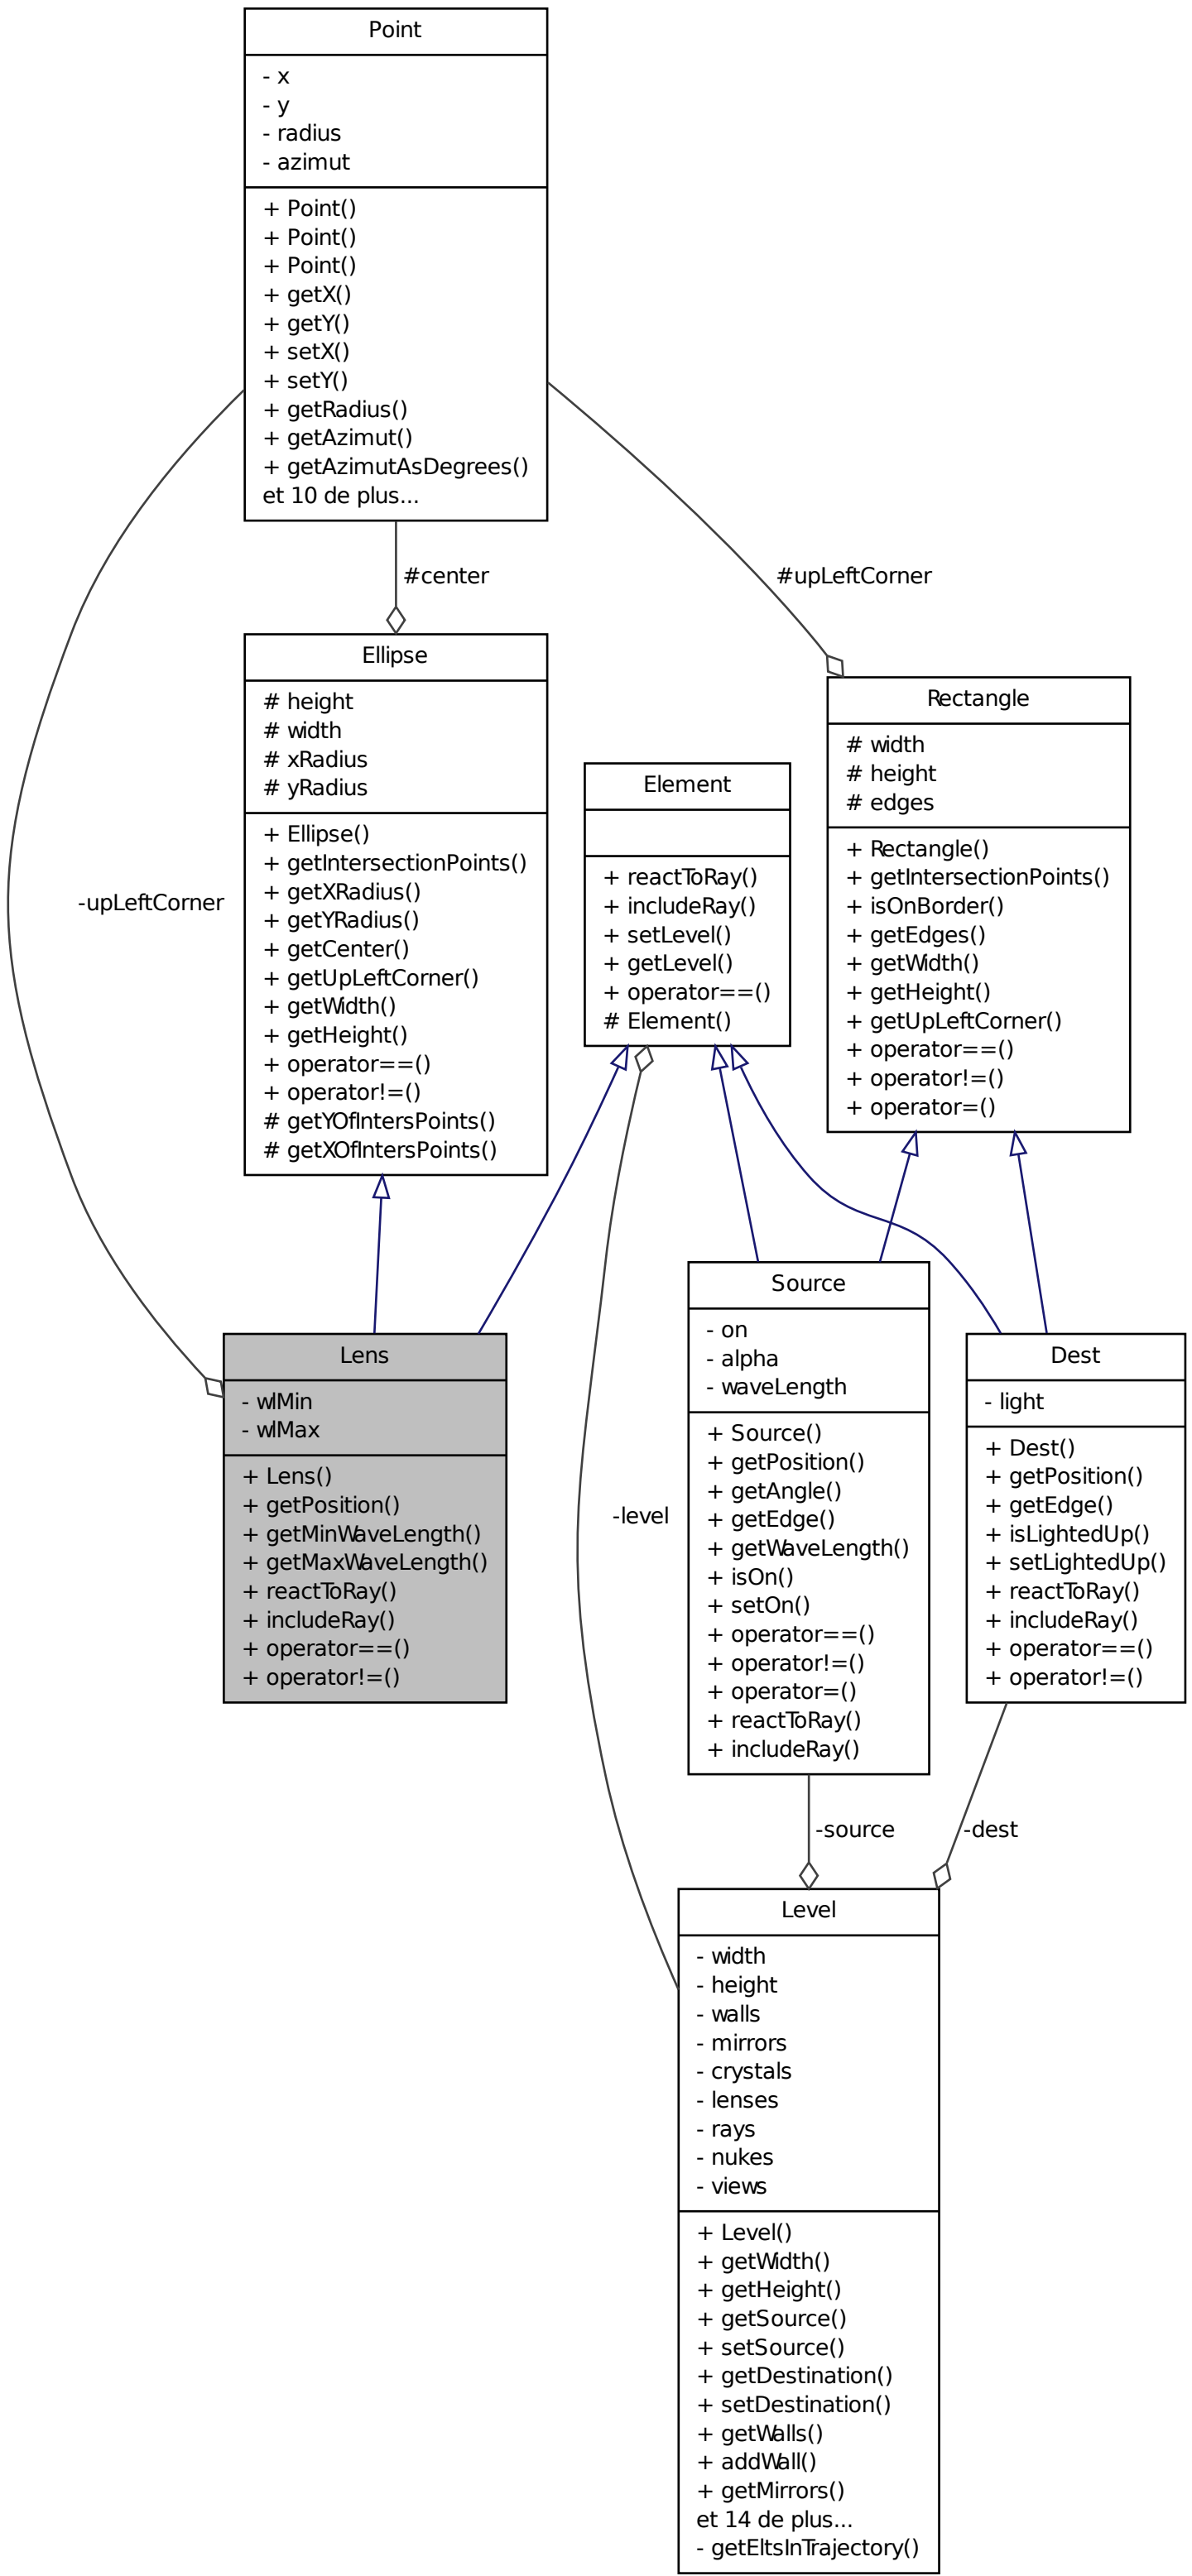 Point
- x
- y
- radius
- azimut
+ Point()
+ Point()
+ Point()
+ getX()
+ getY()
+ setX()
+ setY()
+ getRadius()
+ getAzimut()
+ getAzimutAsDegrees()
et 10 de plus...
#center
#upLeftCorner
-upLeftCorner
Ellipse
# height
# width
# xRadius
# yRadius
+ Ellipse()
+ getIntersectionPoints()
+ getXRadius()
+ getYRadius()
+ getCenter()
+ getUpLeftCorner()
+ getWidth()
+ getHeight()
+ operator==()
+ operator!=()
# getYOfIntersPoints()
# getXOfIntersPoints()
Element
+ reactToRay()
+ includeRay()
+ setLevel()
+ getLevel()
+ operator==()
# Element()
Rectangle
# width
# height
# edges
+ Rectangle()
+ getIntersectionPoints()
+ isOnBorder()
+ getEdges()
+ getWidth()
+ getHeight()
+ getUpLeftCorner()
+ operator==()
+ operator!=()
+ operator=()
Lens
- wlMin
- wlMax
+ Lens()
+ getPosition()
+ getMinWaveLength()
+ getMaxWaveLength()
+ reactToRay()
+ includeRay()
+ operator==()
+ operator!=()
-level
Source
- on
- alpha
- waveLength
+ Source()
+ getPosition()
+ getAngle()
+ getEdge()
+ getWaveLength()
+ isOn()
+ setOn()
+ operator==()
+ operator!=()
+ operator=()
+ reactToRay()
+ includeRay()
Dest
- light
+ Dest()
+ getPosition()
+ getEdge()
+ isLightedUp()
+ setLightedUp()
+ reactToRay()
+ includeRay()
+ operator==()
+ operator!=()
-source
-dest
Level
- width
- height
- walls
- mirrors
- crystals
- lenses
- rays
- nukes
- views
+ Level()
+ getWidth()
+ getHeight()
+ getSource()
+ setSource()
+ getDestination()
+ setDestination()
+ getWalls()
+ addWall()
+ getMirrors()
et 14 de plus...
- getEltsInTrajectory()